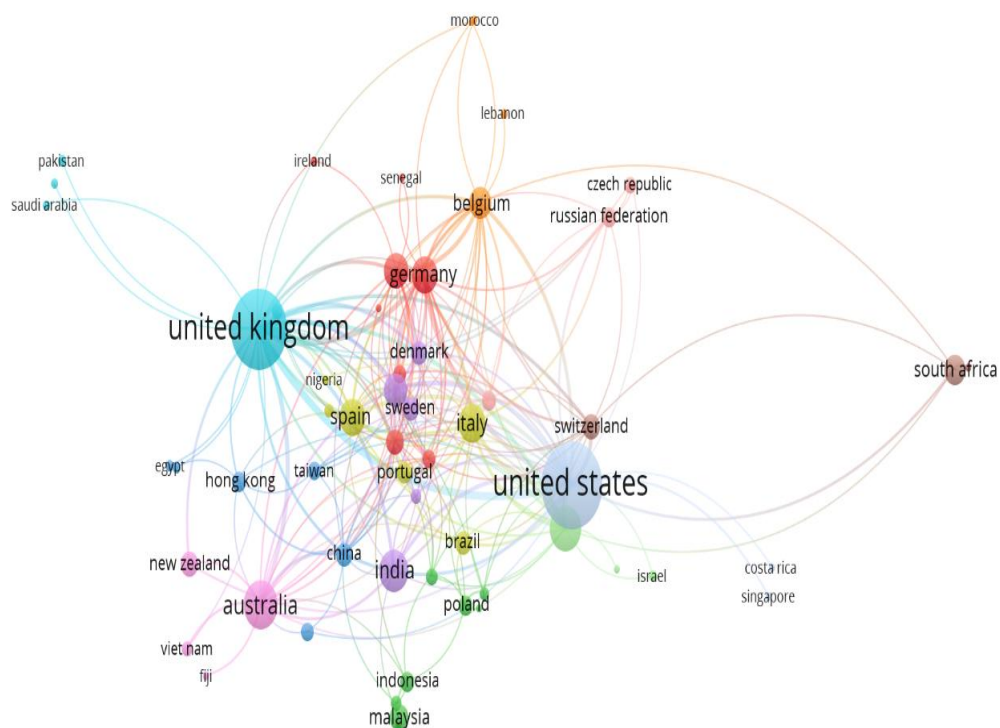 morocco
lebanon
pakistan
ireland
senegal
czech republic
saudi arabia
belgium
russian federation
germany
united kingdom
denmark
south africa
nigeria
sweden
spain
italy
switzerland
egypt
hong kong
taiwan
portugal
united states
brazil
china
new zealand
india
israel
costa rica
singapore
australia
poland
viet nam
fiji
indonesia
malaysia